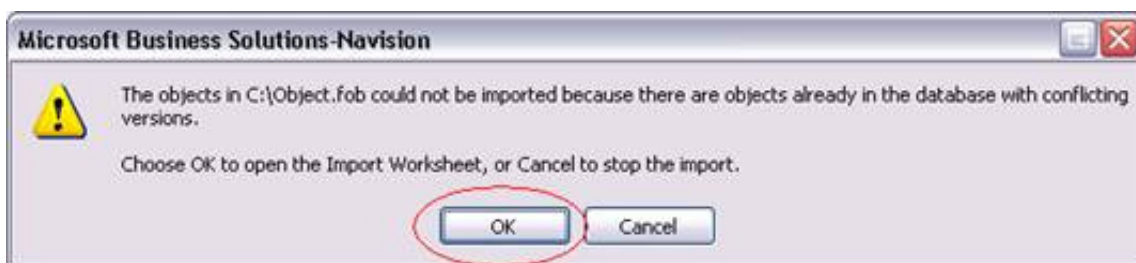 Microsoft Business Solutions-Navision
The objects in C:\Object.fob could not be imported because there are objects already in the database with conflicting
versions.
Choose OK to open the Import Worksheet, or Cancel to stop the import.
OK Cancel